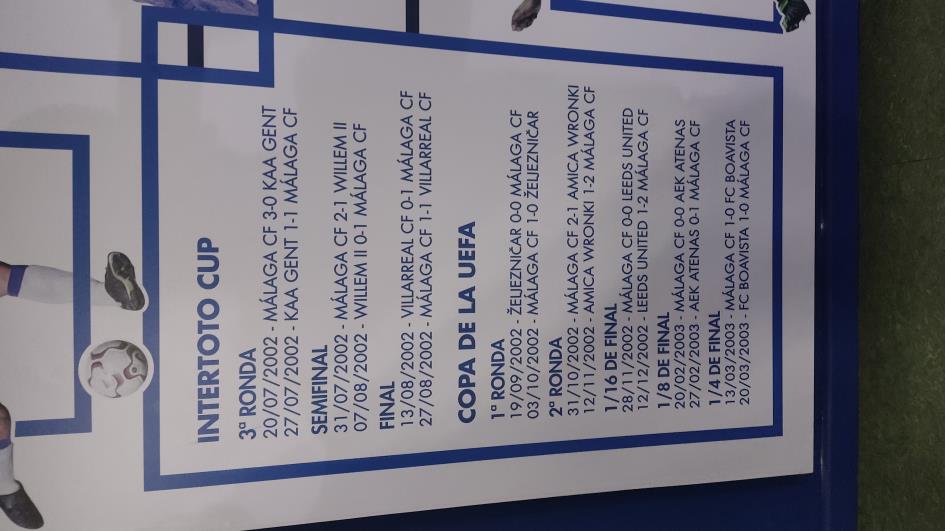 INTERTOTO CUP
3ª RONDA
20/07/2002 - MÁLAGA CF 3-0 KAA GENT
27/07/2002 - KAA GENT 1-1 MÁLAGA CF
SEMIFINAL
31/07/2002 - MÁLAGA CF 2-1 WILLEM II
07/08/2002 - WILLEM II 0-1 MÁLAGA CF
FINAL
13/08/2002 - VILLARREAL CF 0-1 MÁLAGA CF
27/08/2002 - MÁLAGA CF 1-1 VILLARREAL CF
COPA DE LA UEFA
1ª RONDA
19/09/2002 - ŽELJEZNIČAR 0-0 MÁLAGA CF
03/10/2002 - MÁLAGA CF 1-0 ŽELJEZNIČAR
2ª RONDA
31/10/2002 - MÁLAGA CF 2-1 AMICA WRONKI
12/11/2002 - AMICA WRONKI 1-2 MÁLAGA CF
1/16 DE FINAL
28/11/2002 - MÁLAGA CF 0-0 LEEDS UNITED
12/12/2002 - LEEDS UNITED 1-2 MÁLAGA CF
1/8 DE FINAL
20/02/2003 - MÁLAGA CF 0-0 AEK ATENAS
27/02/2003 - AEK ATENAS 0-1 MÁLAGA CF
1/4 DE FINAL
13/03/2003 - MÁLAGA CF 1-0 FC BOAVISTA
20/03/2003 - FC BOAVISTA 1-0 MÁLAGA CF